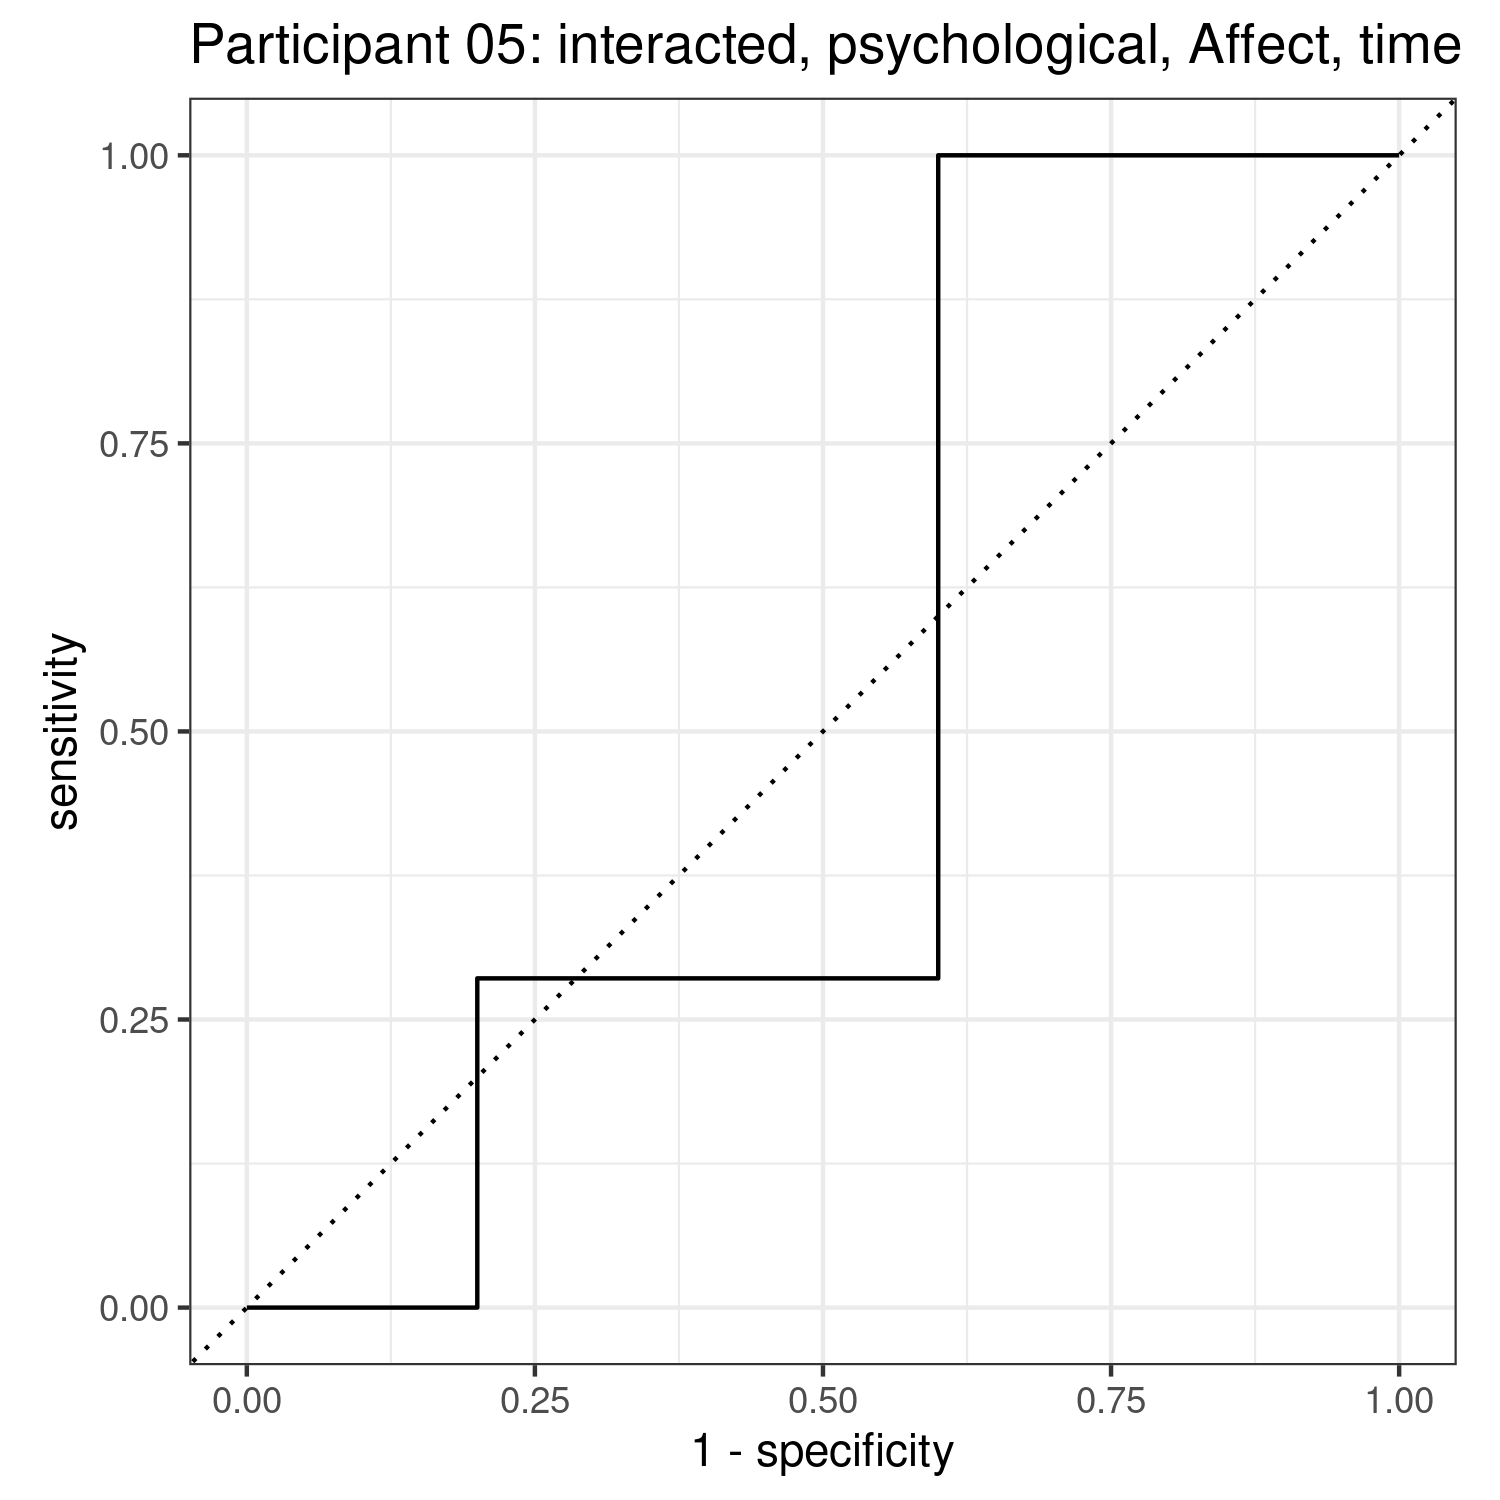 Participant 05: interacted, psychological, Affect, time
1.00
0.75
0.50
0.25
0.00
sensitivity
0.00 0.25 0.50 0.75 1.00
1 - specificity